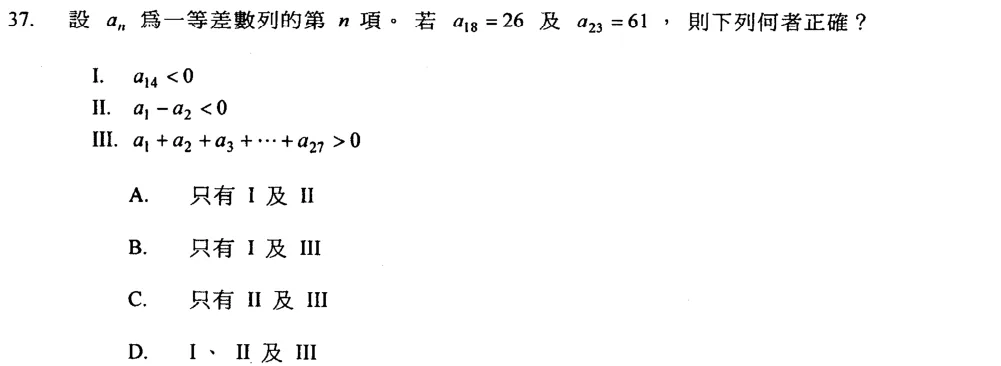 37. 設 aₙ 爲一等差數列的第 n 項。若 a₁₈ = 26 及 a₂₃ = 61 ，則下列何者正確？
I. a₁₄ < 0
II. a₁ − a₂ < 0
III. a₁ + a₂ + a₃ + ⋯ + a₂₇ > 0
A. 只有 I 及 II
B. 只有 I 及 III
C. 只有 II 及 III
D. I、II 及 III